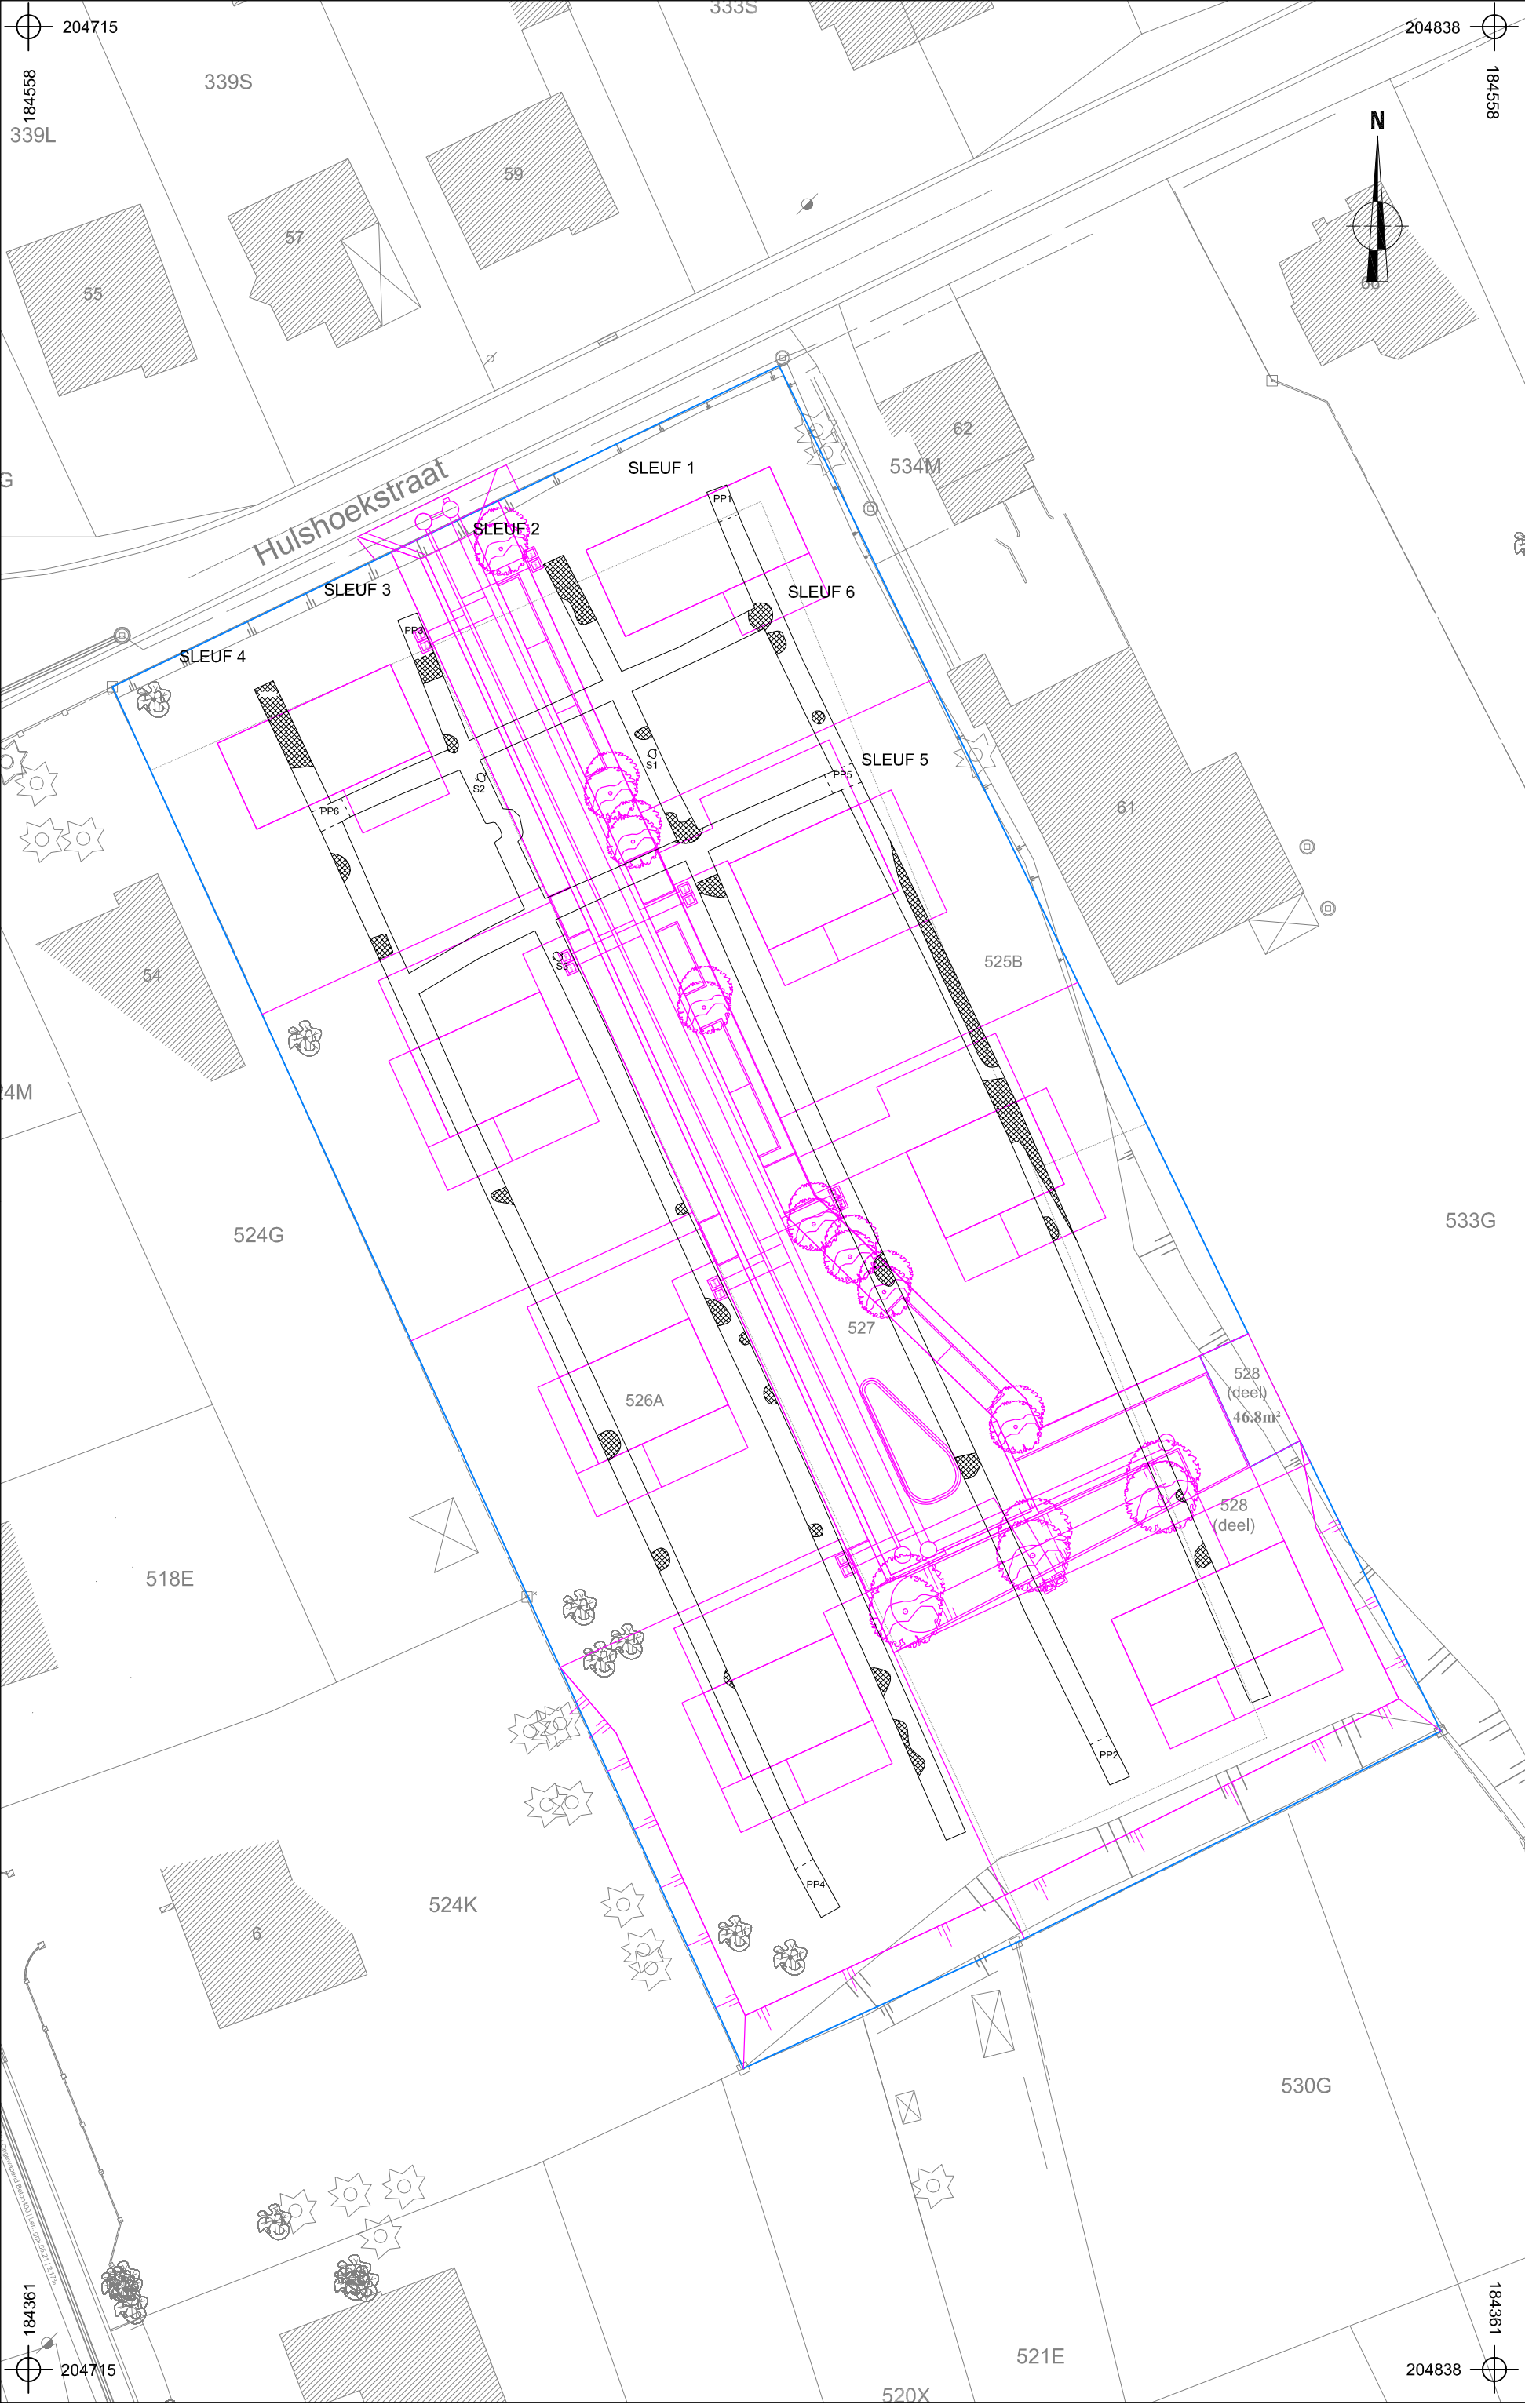 333S
204715
204838
184558
184558
339S
339L
N
59
57
55
60
62
SLEUF 1
534M
G
PP1
Hulshoekstraat
SLEUF 2
SLEUF 3
SLEUF 6
PP3
SLEUF 4
S1
SLEUF 5
PP5
S2
61
PP6
525B
S3
54
24M
533G
524G
527
528
(deel)
46.8m²
526A
528
(deel)
518E
PP2
PP4
524K
6
530G
184361
184361
521E
204715
204838
520X